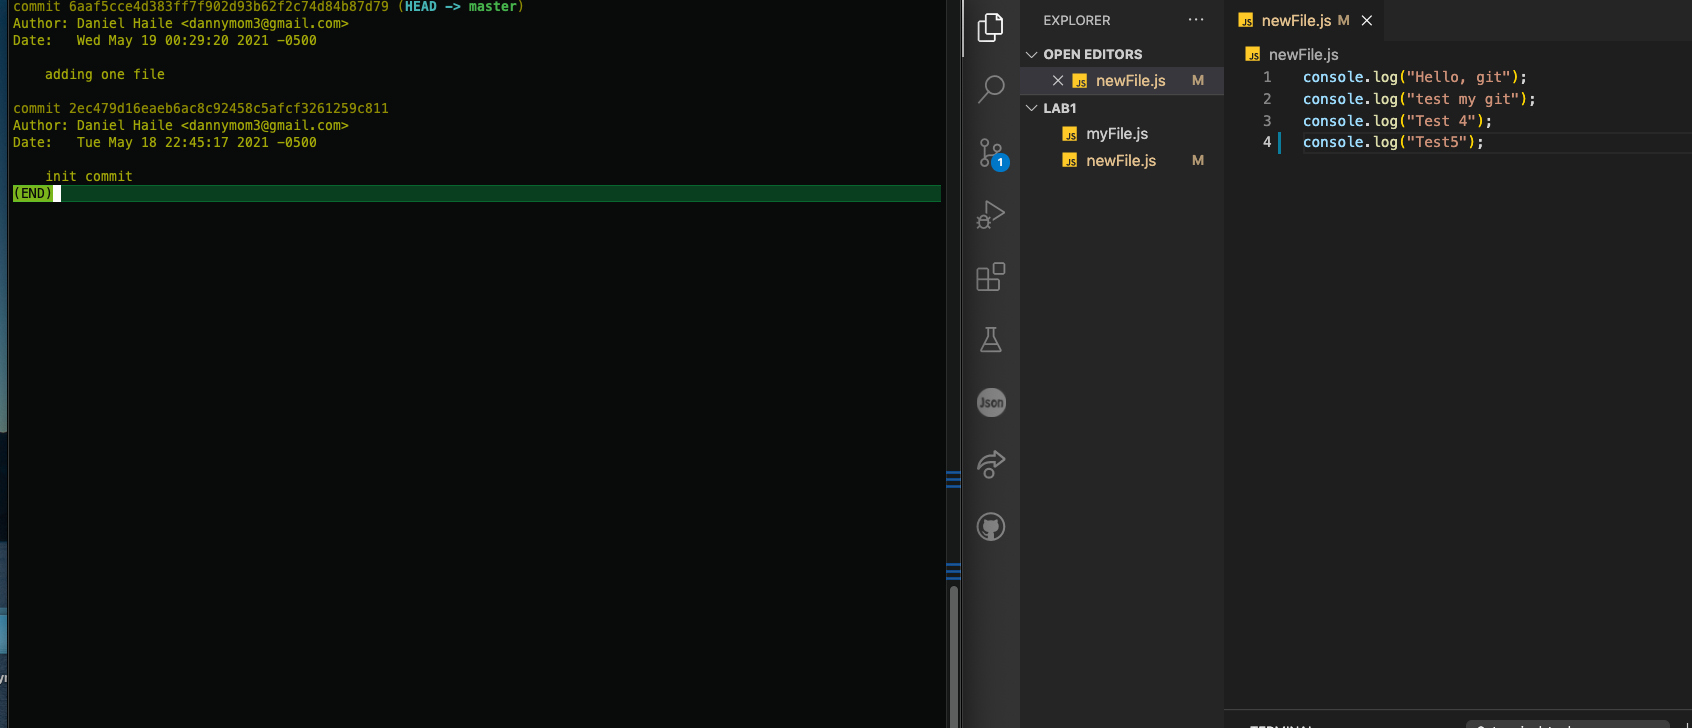 commit 6aaf5cce4d383ff7f902d93b62f2c74d84b87d79 (HEAD -> master)
Author: Daniel Haile <dannymom3@gmail.com>
Date:   Wed May 19 00:29:20 2021 -0500
adding one file
commit 2ec479d16eaeb6ac8c92458c5afcf3261259c811
Author: Daniel Haile <dannymom3@gmail.com>
Date:   Tue May 18 22:45:17 2021 -0500
init commit
(END)
1
Json
EXPLORER ...
OPEN EDITORS
JS newFile.js M
LAB1
JS myFile.js
JS newFile.js M
JS newFile.js M
JS newFile.js
1 console.log("Hello, git");
2 console.log("test my git");
3 console.log("Test 4");
4 console.log("Test5");
TERMINAL